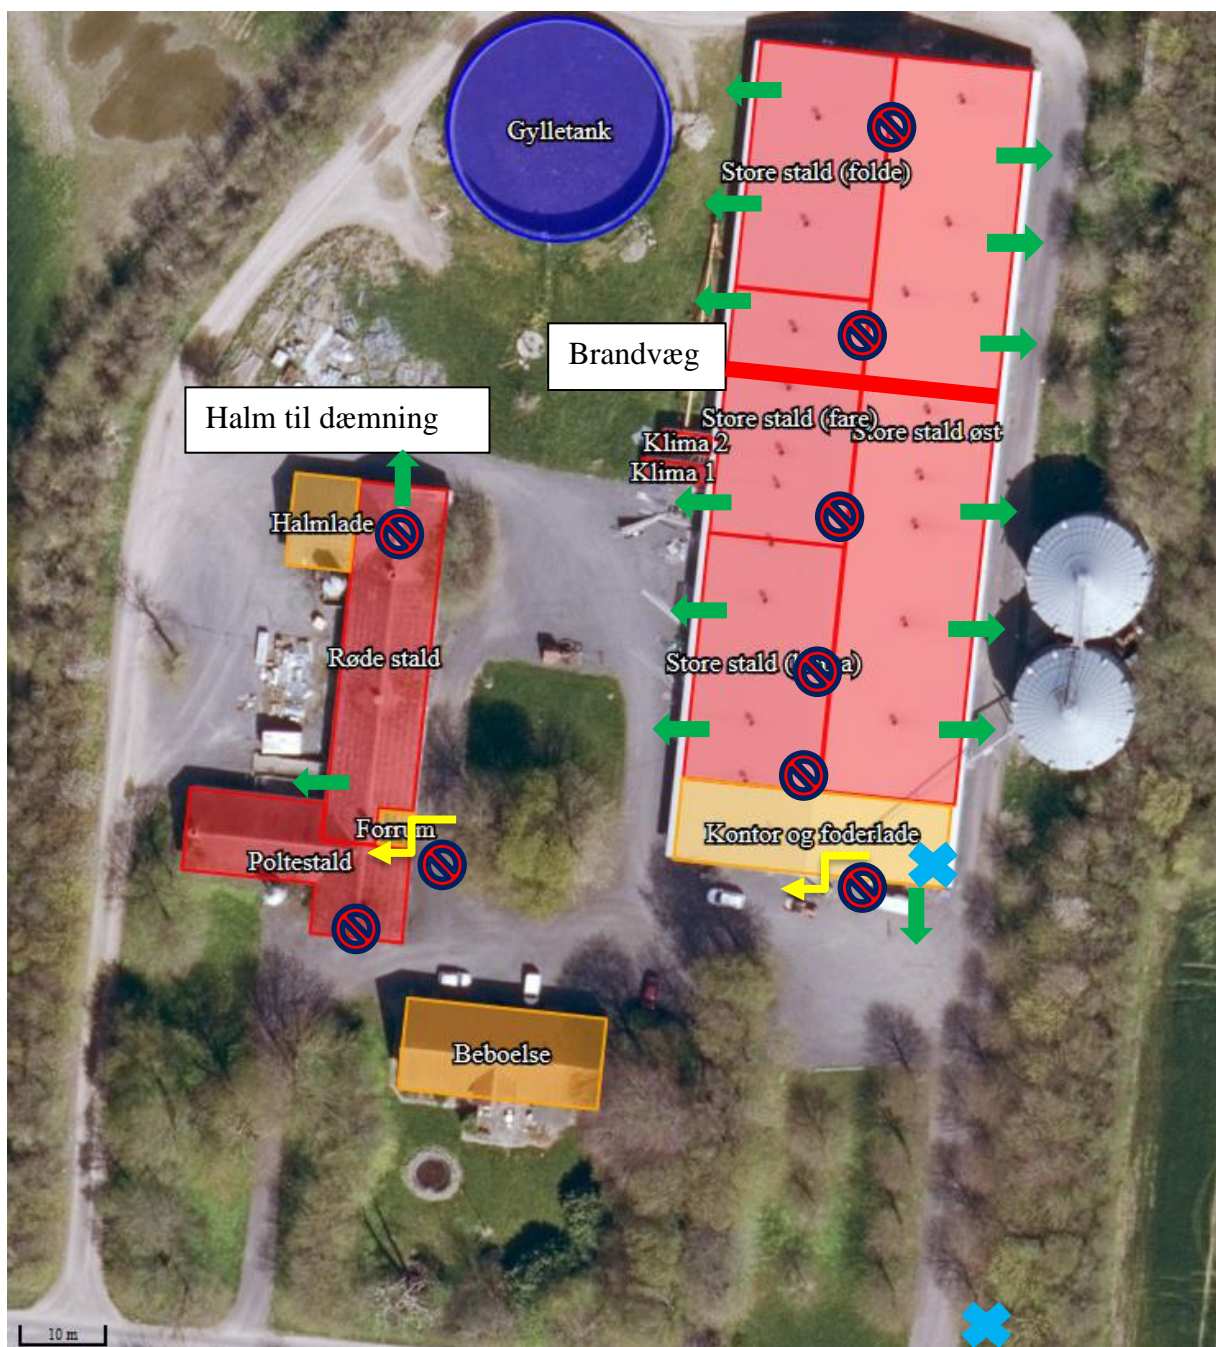 Gylletank
Store stald (folde)
Brandvæg
Halm til dæmning
Store stald (fare)
Store stald øst
Klima 2
Klima 1
Halmlade
Røde stald
Store stald (
a)
Forrum
Kontor og foderlade
Poltestald
Beboelse
10 m